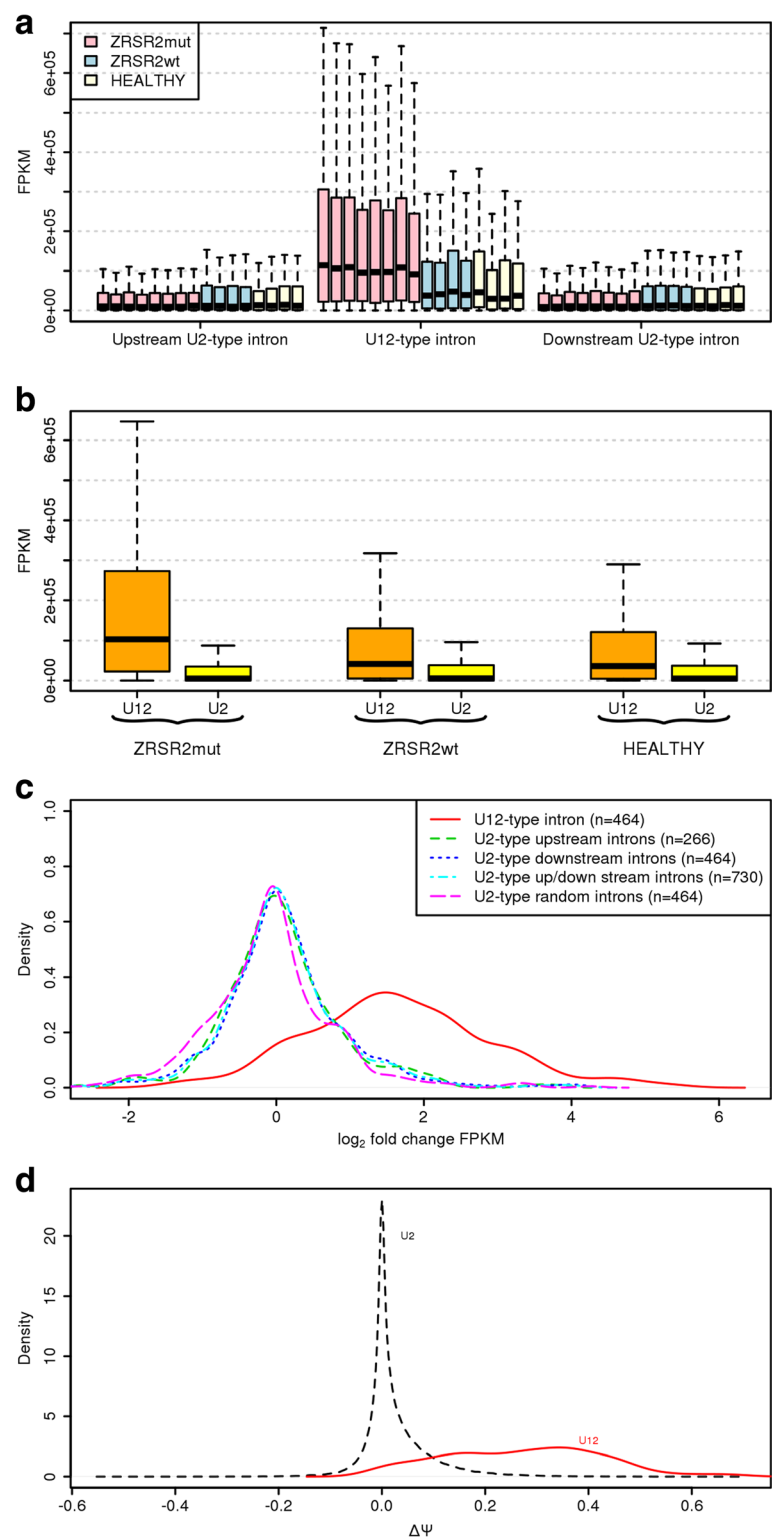 a
ZRSR2mut
ZRSR2wt
HEALTHY
FPKM
6e+05
4e+05
2e+05
0e+00
Upstream U2-type intron
U12-type intron
Downstream U2-type intron
b
FPKM
6e+05
4e+05
2e+05
0e+00
U12
U2
U12
U2
U12
U2
ZRSR2mut
ZRSR2wt
HEALTHY
c
U12-type intron (n=464)
U2-type upstream introns (n=266)
U2-type downstream introns (n=464)
U2-type up/down stream introns (n=730)
U2-type random introns (n=464)
Density
1.0
0.8
0.6
0.4
0.2
0.0
-2
0
2
4
6
log2 fold change FPKM
d
U2
U12
Density
20
15
10
5
0
-0.6
-0.4
-0.2
0.0
0.2
0.4
0.6
ΔΨ